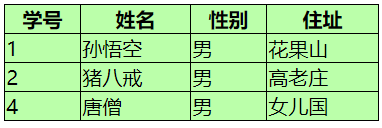 学号 姓名 性别 住址
1 孙悟空 男 花果山
2 猪八戒 男 高老庄
4 唐僧 男 女儿国